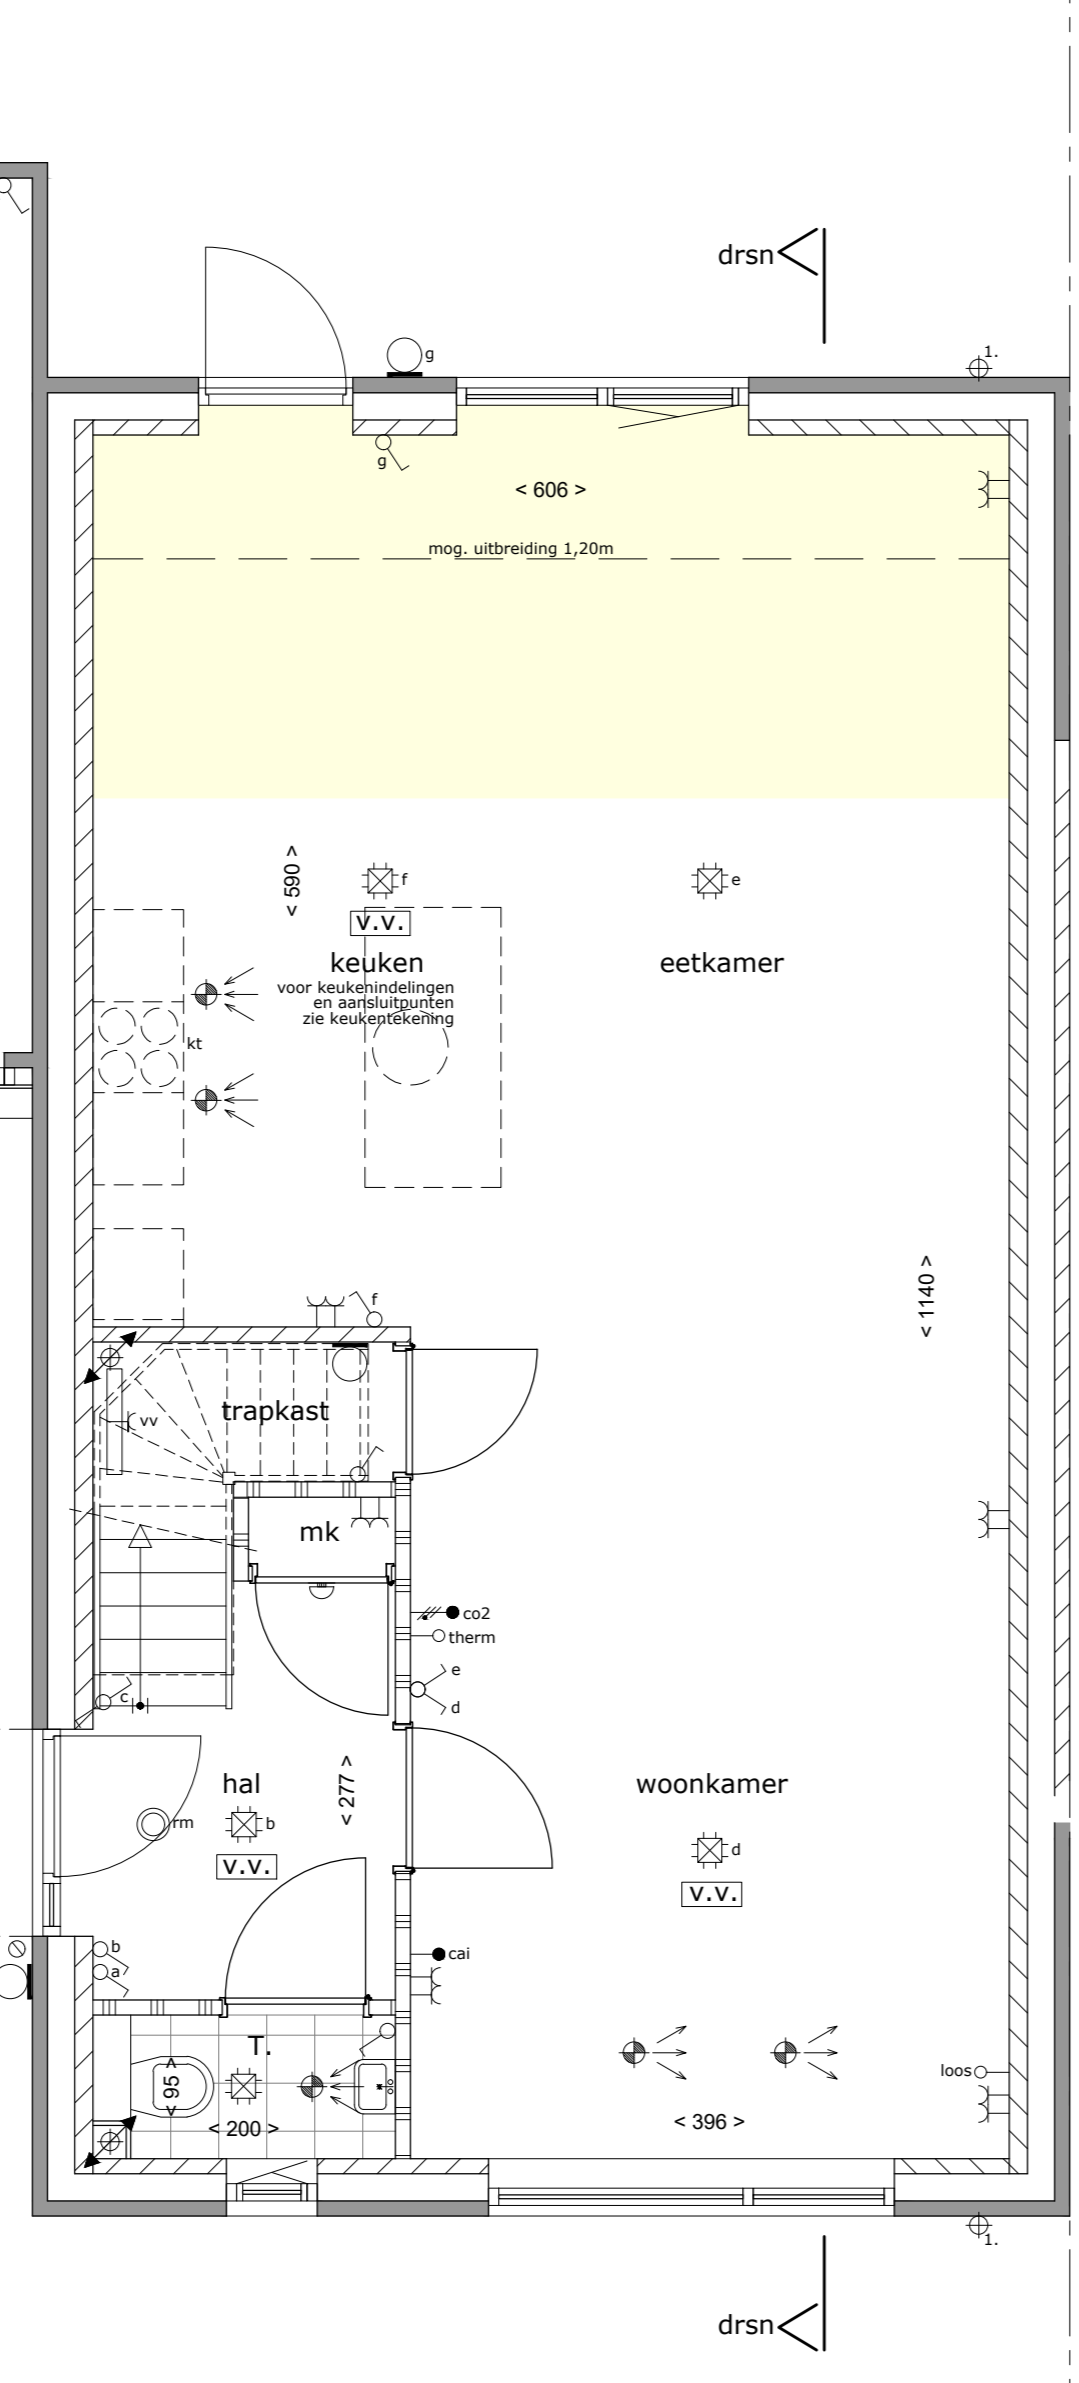 drsn
1.
g
g
< 606 >
mog. uitbreiding 1,20m
< 590 >
f
e
v.v.
keuken
eetkamer
voor keukenindelingen
en aansluitpunten
zie keukentekening
kt
< 1140 >
f
trapkast
vv
mk
co2
therm
e
d
c
hal
< 277 >
woonkamer
rm
b
d
v.v.
v.v.
b
a
cai
T.
< 95 >
loos
< 200 >
< 396 >
1.
drsn